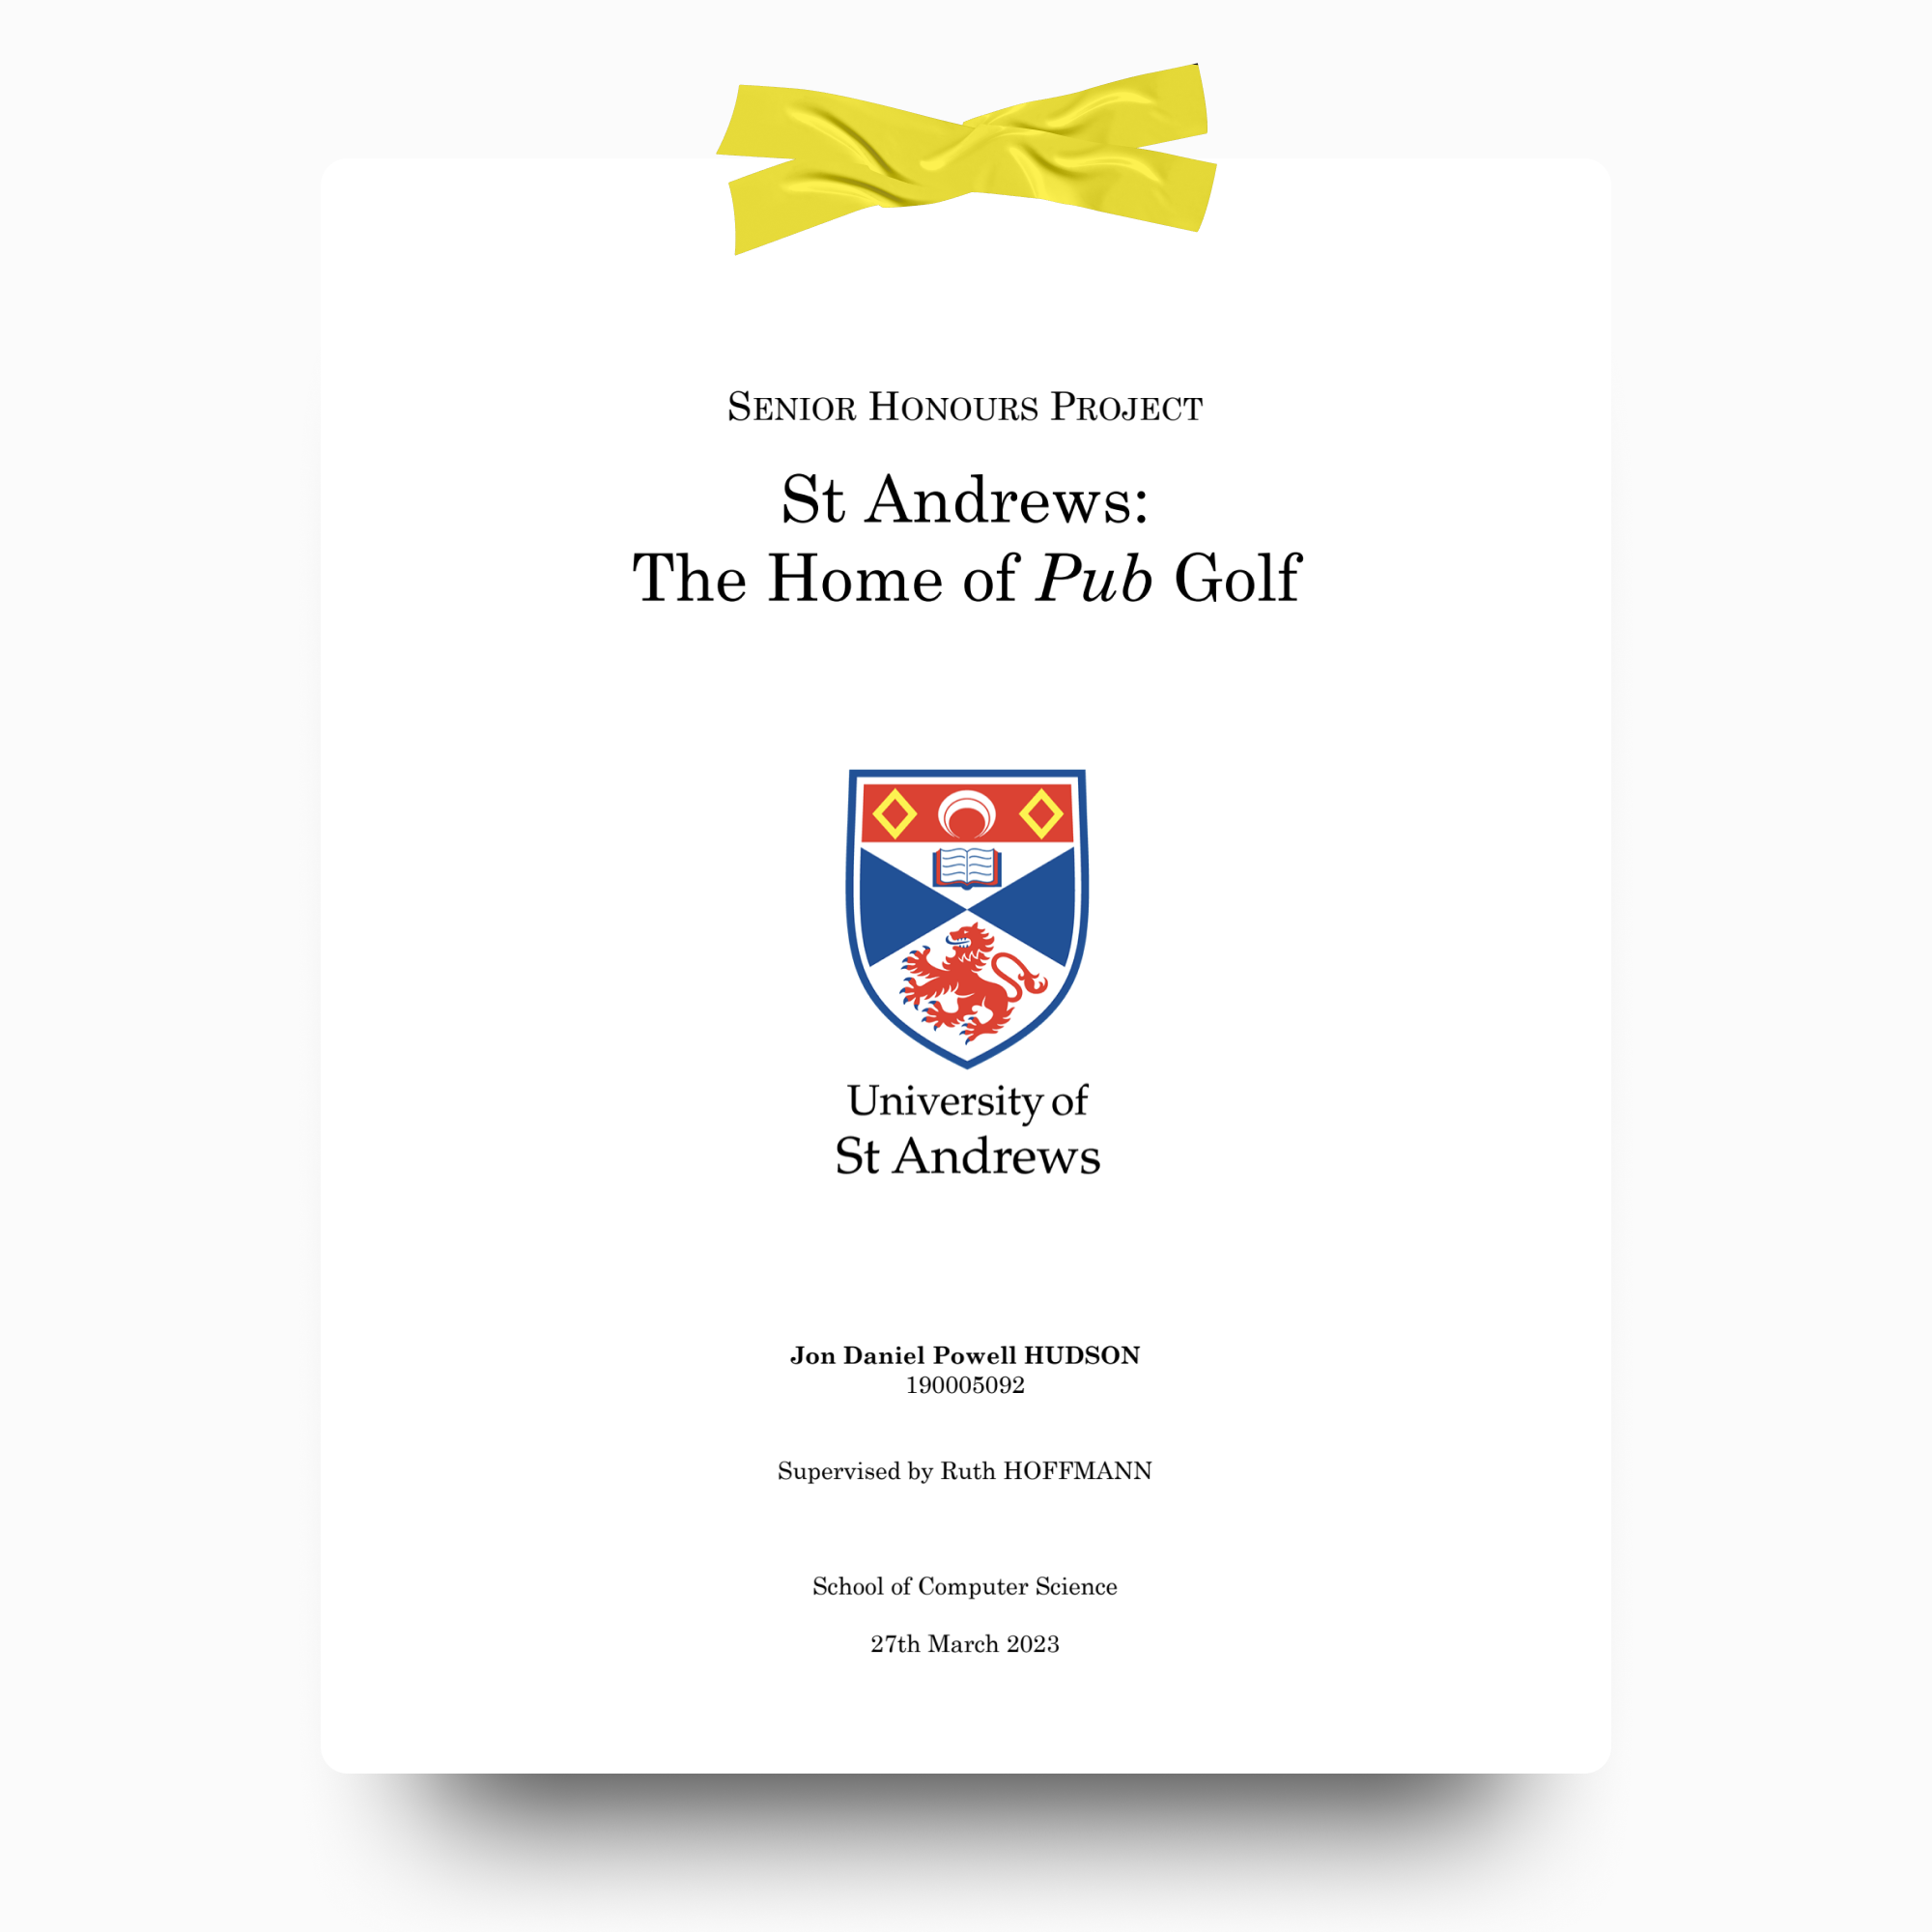 SENIOR HONOURS PROJECT
St Andrews:
The Home of Pub Golf
University of
St Andrews
Jon Daniel Powell HUDSON
190005092
Supervised by Ruth HOFFMANN
School of Computer Science
27th March 2023